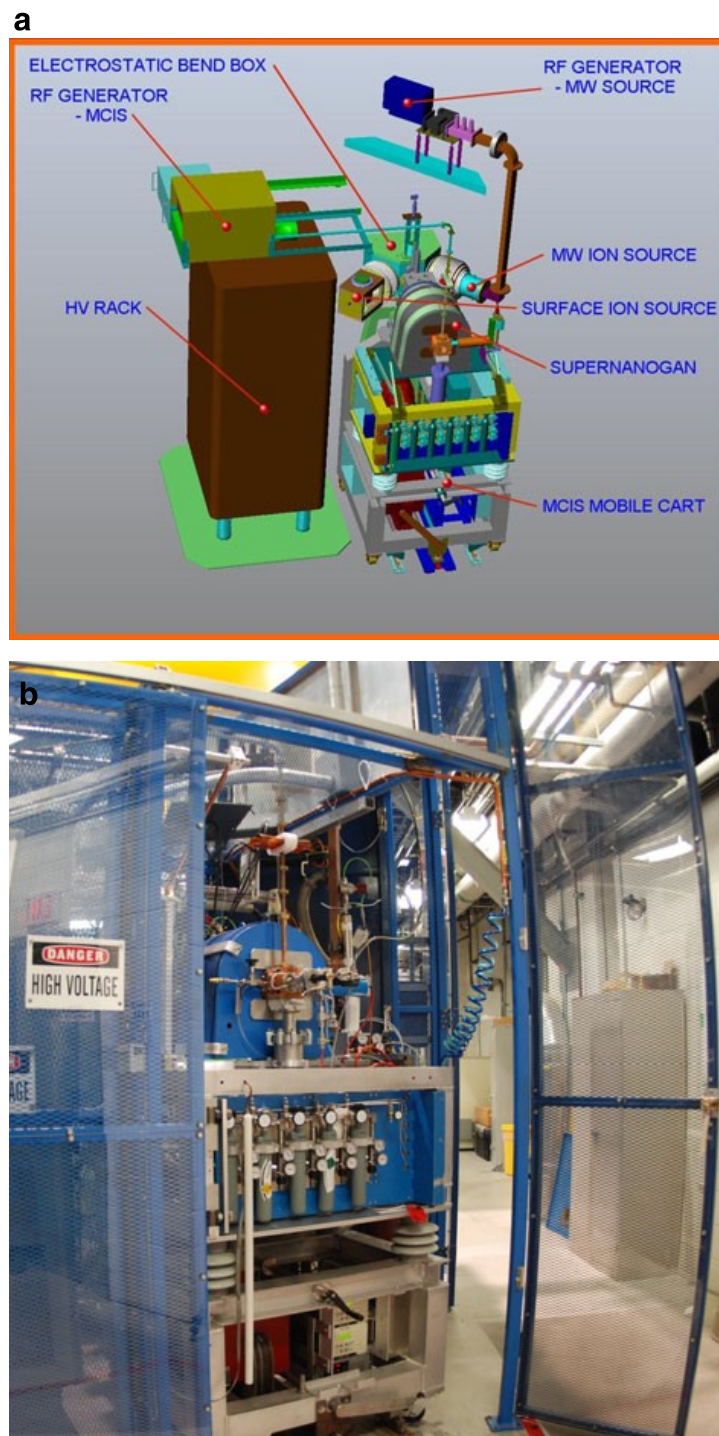 a
ELECTROSTATIC BEND BOX
RF GENERATOR
- MCIS
RF GENERATOR
- MW SOURCE
MW ION SOURCE
HV RACK
SURFACE ION SOURCE
SUPERNANOGAN
MCIS MOBILE CART
b
DANGER
HIGH VOLTAGE
AGE